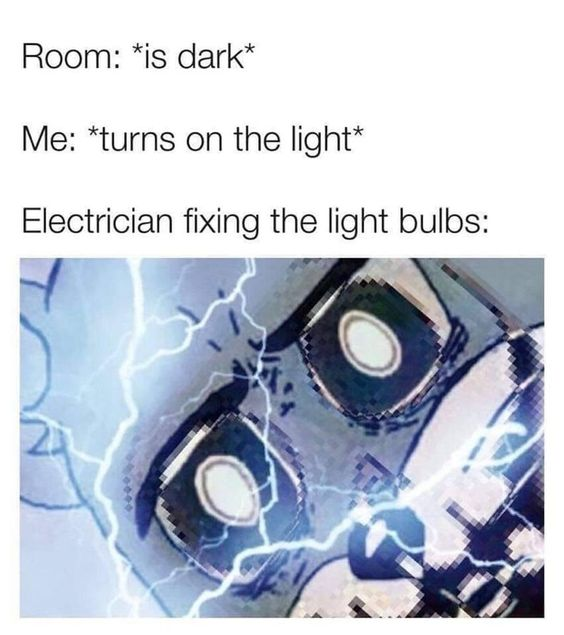 Room: *is dark*
Me: *turns on the light*
Electrician fixing the light bulbs: